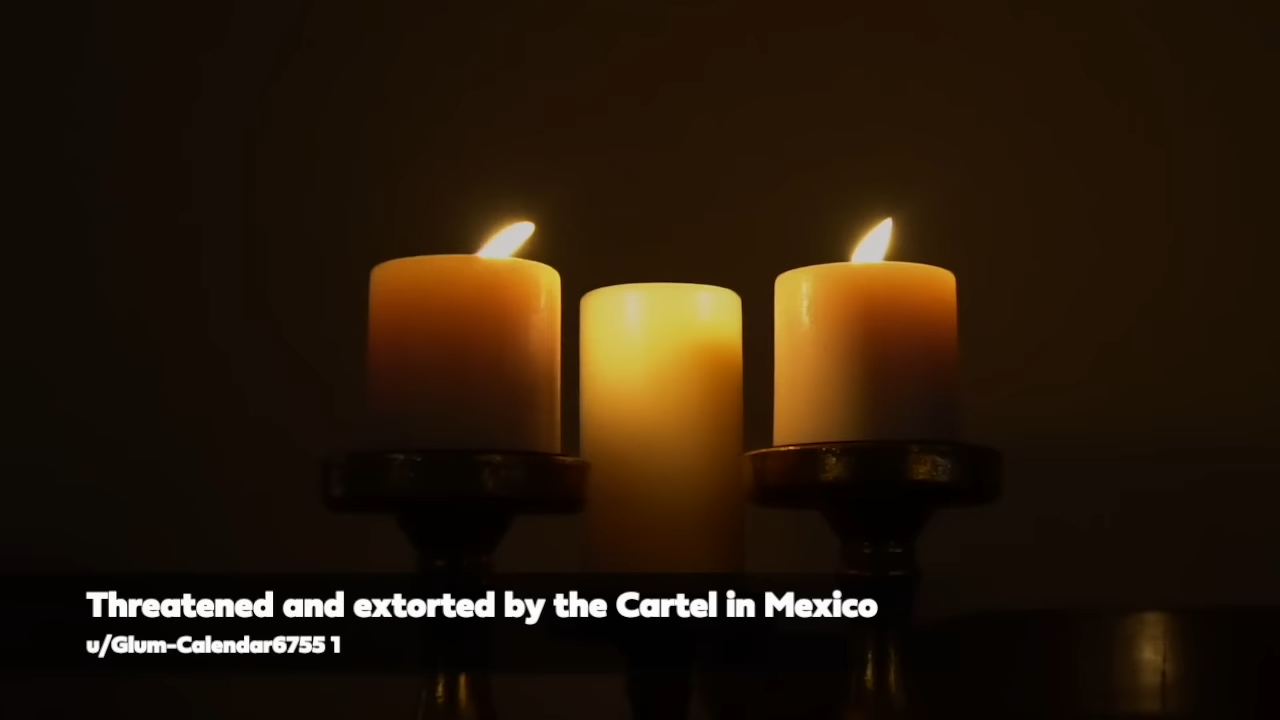 Threatened and extorted by the Cartel in Mexico
u/Glum-Calendar6755 1